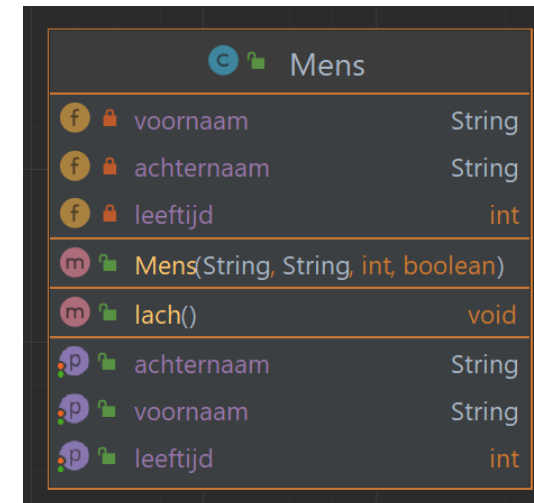 C Mens
f voornaam String
f achternaam String
f leeftijd int
m Mens(String, String, int, boolean)
m lach() void
p achternaam String
p voornaam String
p leeftijd int